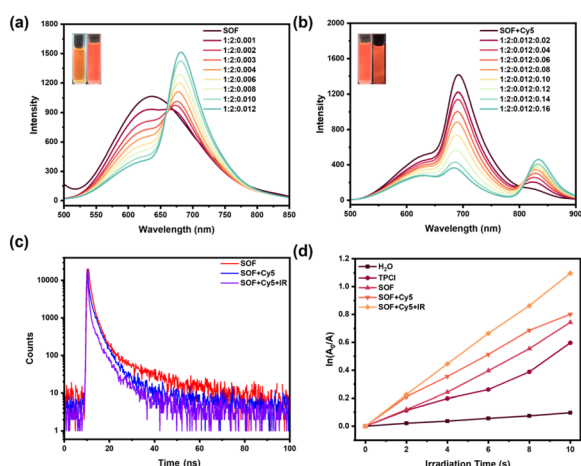 (a)
1800
1500
1200
900
600
300
0
500 550 600 650 700 750 800 850
Intensity
Wavelength (nm)
SOF
1:2:0.001
1:2:0.002
1:2:0.003
1:2:0.004
1:2:0.006
1:2:0.008
1:2:0.010
1:2:0.012
(b)
2000
1600
1200
800
400
0
500 600 700 800 900
Intensity
Wavelength (nm)
SOF+Cy5
1:2:0.012:0.02
1:2:0.012:0.04
1:2:0.012:0.06
1:2:0.012:0.08
1:2:0.012:0.10
1:2:0.012:0.12
1:2:0.012:0.14
1:2:0.012:0.16
(c)
10000
1000
100
10
1
0 20 40 60 80 100
Counts
Time (ns)
SOF
SOF+Cy5
SOF+Cy5+IR
(d)
1.2
1.0
0.8
0.6
0.4
0.2
0.0
0 2 4 6 8 10
ln(A₀/A)
Irradiation Time (s)
H₂O
TPCI
SOF
SOF+Cy5
SOF+Cy5+IR